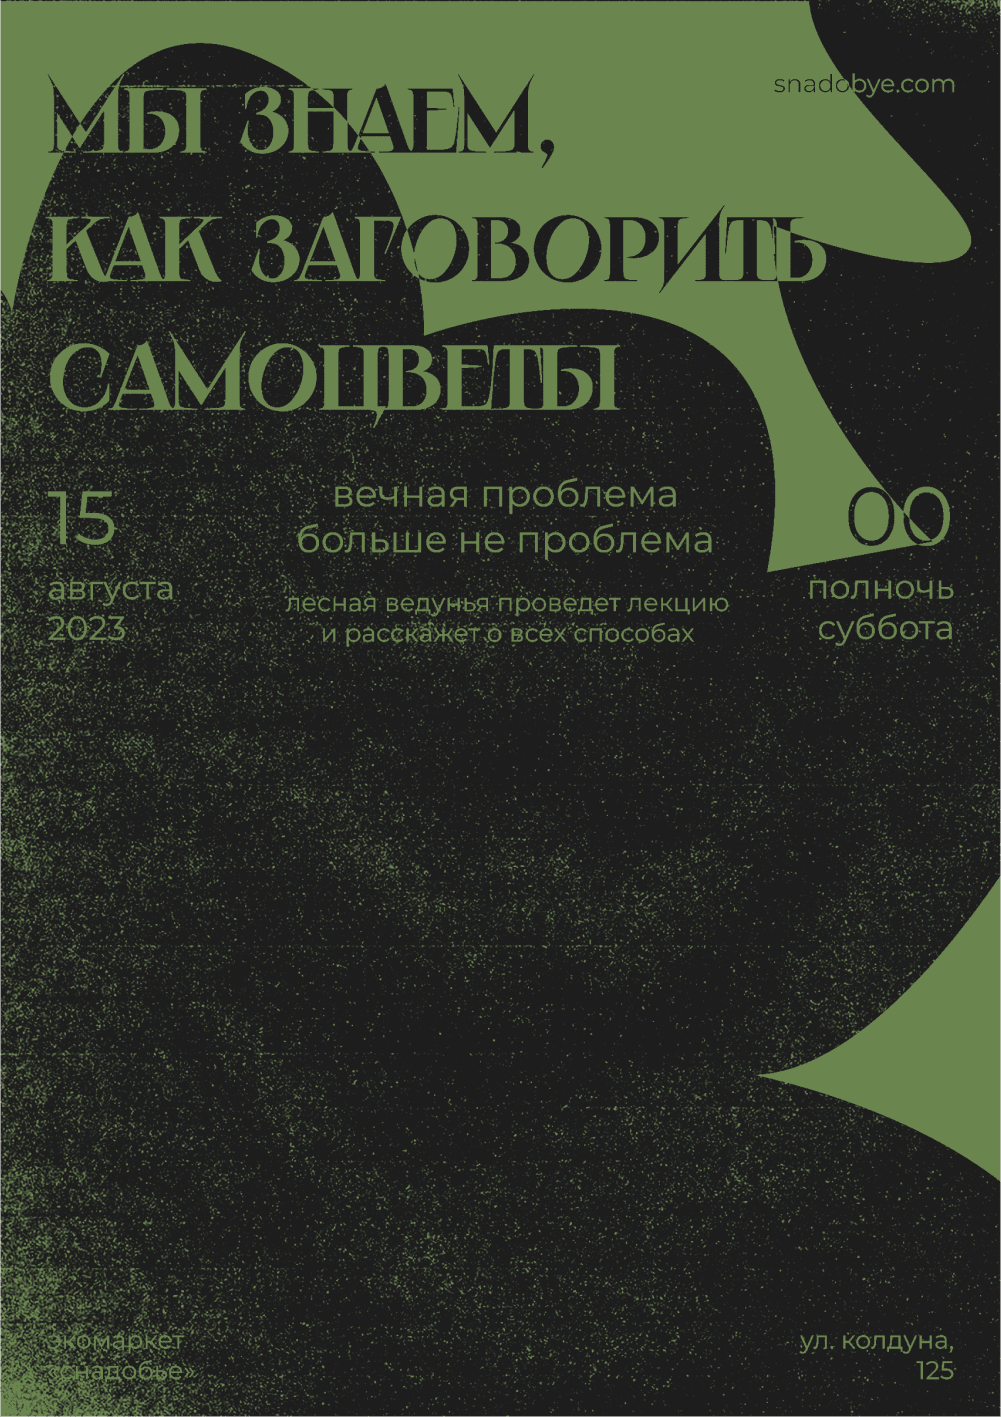 snadobye.com
МЫ ЗНАЕМ,
КАК ЗАГОВОРИТЬ
САМОЦВЕТЫ
15
августа
2023
вечная проблема
больше не проблема
лесная ведунья проведет лекцию
и расскажет о всех способах
00
полночь
суббота
экомаркет
«снадобье»
ул. колдуна,
125